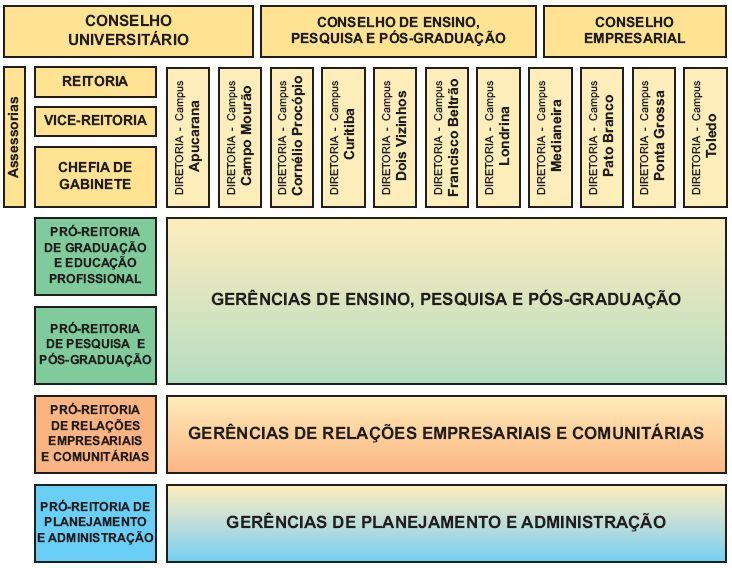 CONSELHO
UNIVERSITÁRIO
CONSELHO DE ENSINO,
PESQUISA E PÓS-GRADUAÇÃO
CONSELHO
EMPRESARIAL
Assessorias
REITORIA
VICE-REITORIA
CHEFIA DE
GABINETE
DIRETORIA - Campus
Apucarana
DIRETORIA - Campus
Campo Mourão
DIRETORIA - Campus
Cornélio Procópio
DIRETORIA - Campus
Curitiba
DIRETORIA - Campus
Dois Vizinhos
DIRETORIA - Campus
Francisco Beltrão
DIRETORIA - Campus
Londrina
DIRETORIA - Campus
Medianeira
DIRETORIA - Campus
Pato Branco
DIRETORIA - Campus
Ponta Grossa
DIRETORIA - Campus
Toledo
PRÓ-REITORIA
DE GRADUAÇÃO
E EDUCAÇÃO
PROFISSIONAL
PRÓ-REITORIA
DE PESQUISA E
PÓS-GRADUAÇÃO
GERÊNCIAS DE ENSINO, PESQUISA E PÓS-GRADUAÇÃO
PRÓ-REITORIA
DE RELAÇÕES
EMPRESARIAIS
E COMUNITÁRIAS
GERÊNCIAS DE RELAÇÕES EMPRESARIAIS E COMUNITÁRIAS
PRÓ-REITORIA DE
PLANEJAMENTO
E ADMINISTRAÇÃO
GERÊNCIAS DE PLANEJAMENTO E ADMINISTRAÇÃO